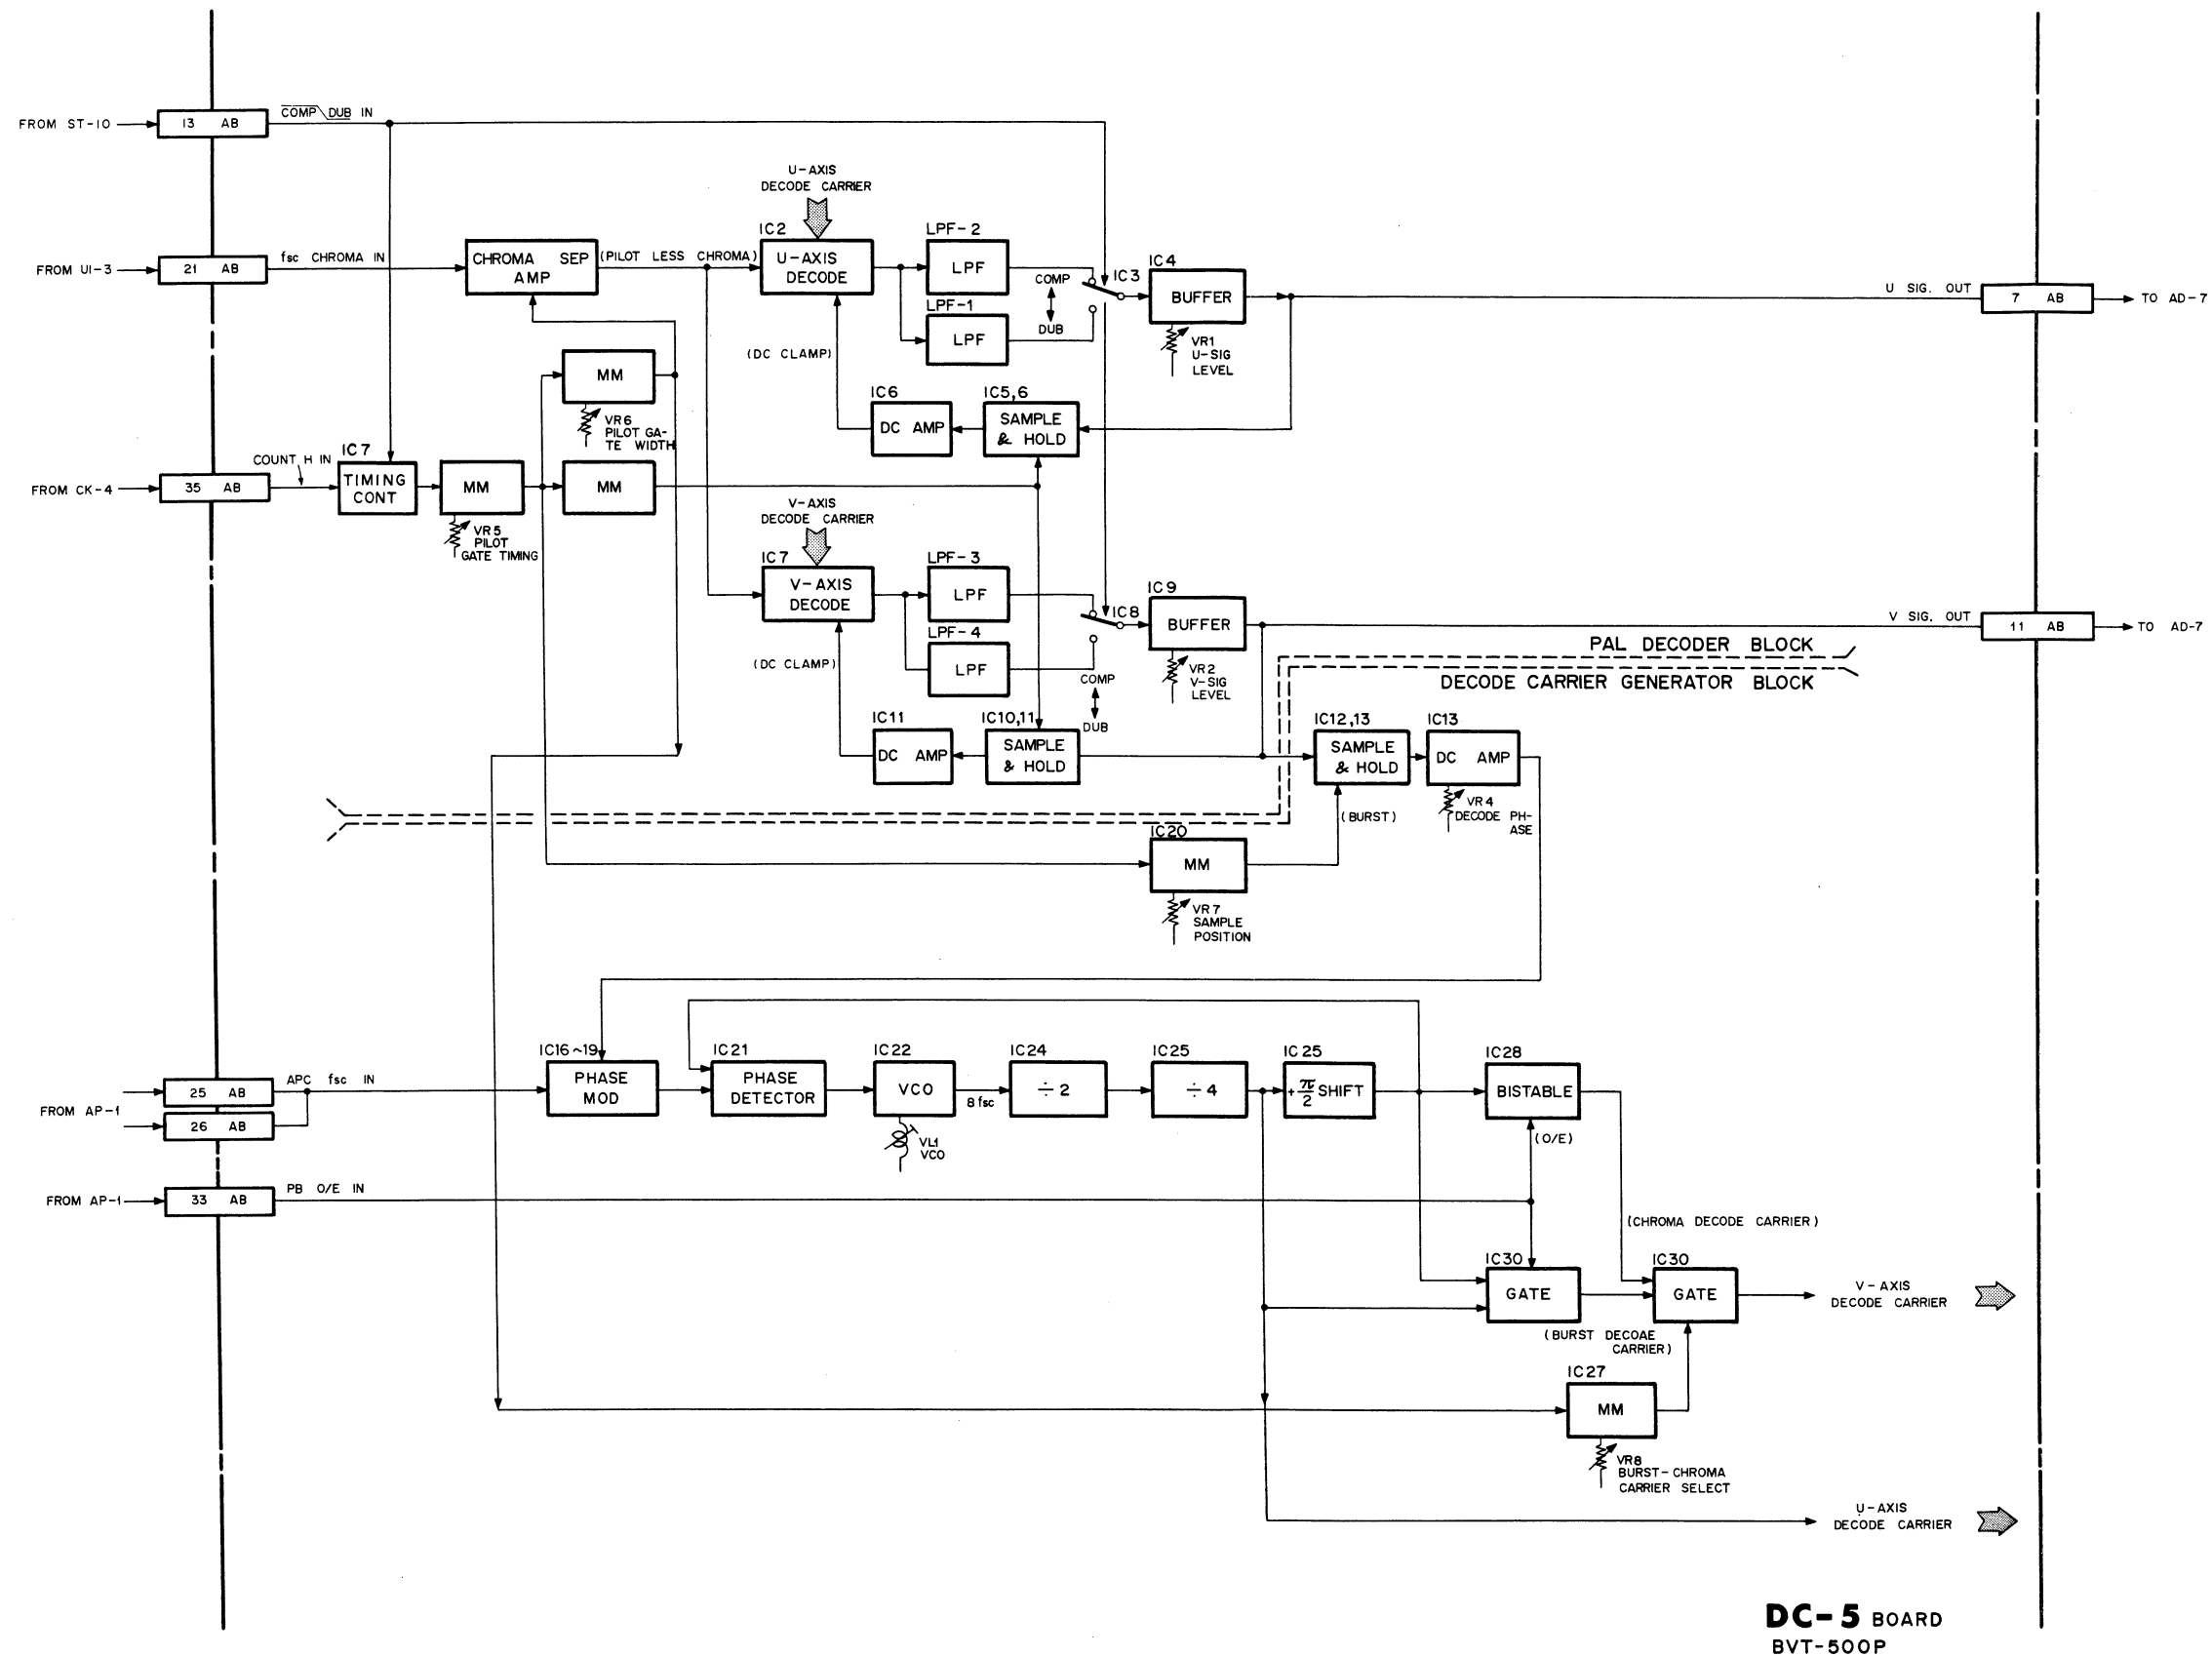 FROM ST-10
13 AB
COMP\DUB IN
U-AXIS
DECODE CARRIER
FROM UI-3
21 AB
fsc CHROMA IN
CHROMA SEP
AMP
(PILOT LESS CHROMA)
IC2
U-AXIS
DECODE
LPF-2
LPF
LPF-1
LPF
COMP
DUB
IC3
IC4
BUFFER
VR1
U-SIG
LEVEL
U SIG. OUT
7 AB
TO AD-7
(DC CLAMP)
MM
VR6
PILOT GA-
TE WIDTH
IC6
DC AMP
IC5,6
SAMPLE
& HOLD
FROM CK-4
35 AB
COUNT H IN
IC7
TIMING
CONT
MM
VR5
PILOT
GATE TIMING
MM
V-AXIS
DECODE CARRIER
IC7
V-AXIS
DECODE
LPF-3
LPF
LPF-4
LPF
IC8
COMP
DUB
IC9
BUFFER
VR2
V-SIG
LEVEL
V SIG. OUT
11 AB
TO AD-7
PAL DECODER BLOCK
DECODE CARRIER GENERATOR BLOCK
(DC CLAMP)
IC11
DC AMP
IC10,11
SAMPLE
& HOLD
IC12,13
SAMPLE
& HOLD
IC13
DC AMP
VR4
DECODE PH-
ASE
(BURST)
IC20
MM
VR7
SAMPLE
POSITION
FROM AP-1
25 AB
26 AB
APC fsc IN
IC16~19
PHASE
MOD
IC21
PHASE
DETECTOR
IC22
VCO
VL1
VCO
8fsc
IC24
÷2
IC25
÷4
IC25
+π/2 SHIFT
IC28
BISTABLE
(O/E)
FROM AP-1
33 AB
PB O/E IN
(CHROMA DECODE CARRIER)
IC30
GATE
IC30
GATE
V-AXIS
DECODE CARRIER
(BURST DECOAE
CARRIER)
IC27
MM
VR8
BURST-CHROMA
CARRIER SELECT
U-AXIS
DECODE CARRIER
DC-5 BOARD
BVT-500P